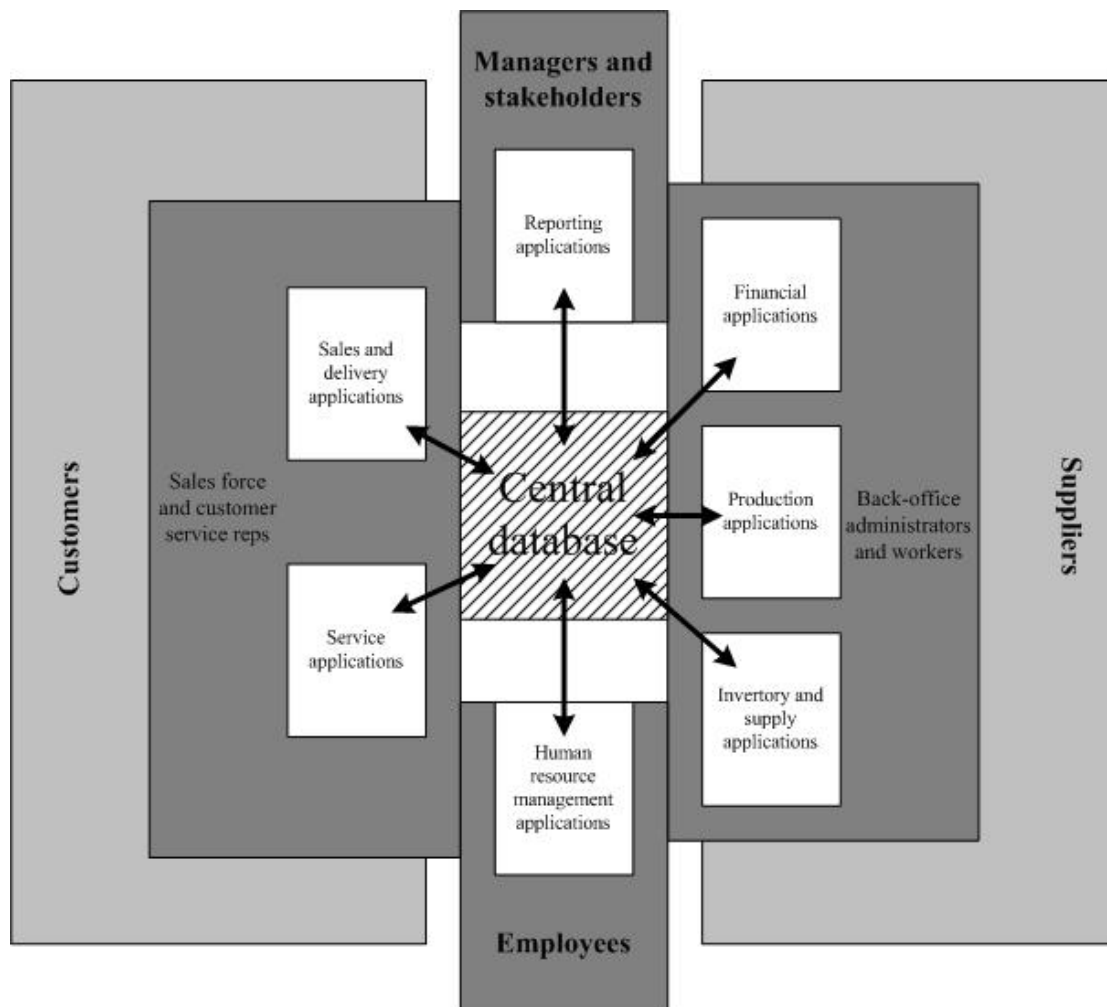 Managers and
stakeholders
Reporting
applications
Sales and
delivery
applications
Financial
applications
Customers
Sales force
and customer
service reps
Central
database
Production
applications
Back-office
administrators
and workers
Suppliers
Service
applications
Invertory and
supply
applications
Human
resource
management
applications
Employees